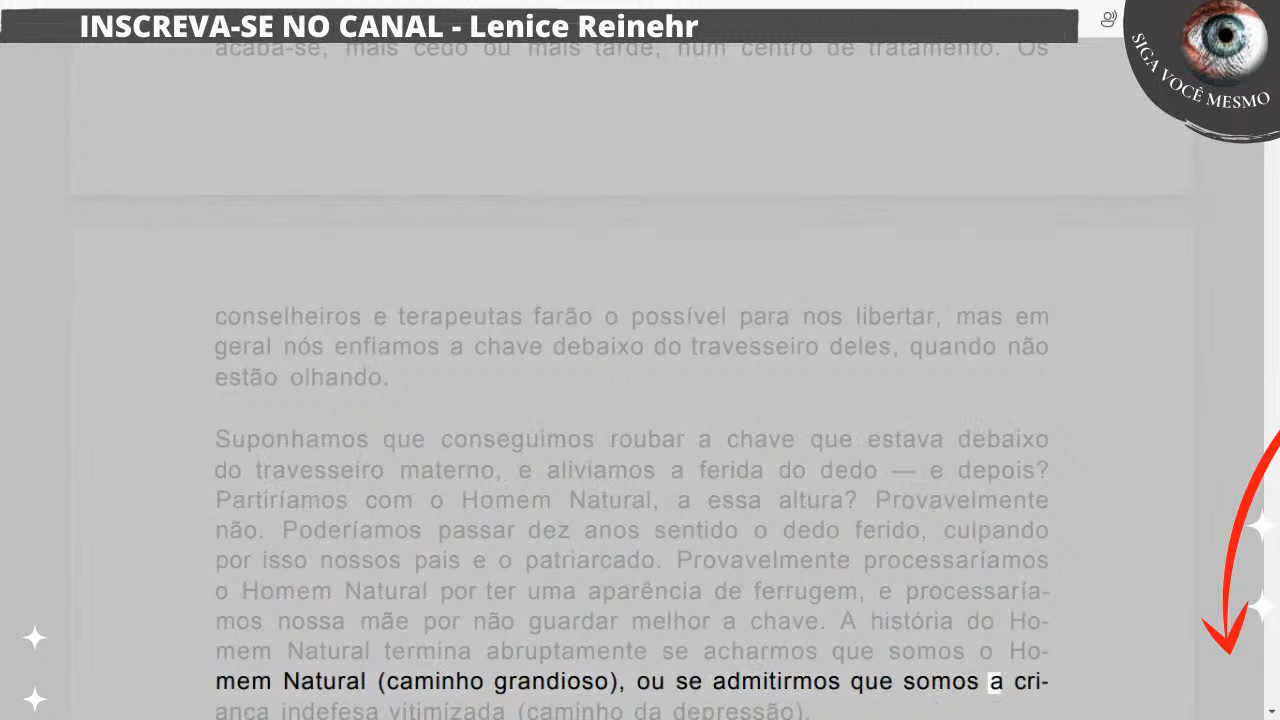 INSCREVA-SE NO CANAL - Lenice Reinehr
SIGA VOCÊ MESMO
acaba-se, mais cedo ou mais tarde, num centro de tratamento. Os
conselheiros e terapeutas farão o possível para nos libertar, mas em
geral nós enfiamos a chave debaixo do travesseiro deles, quando não
estão olhando.
Suponhamos que conseguimos roubar a chave que estava debaixo
do travesseiro materno, e aliviamos a ferida do dedo — e depois?
Partiríamos com o Homem Natural, a essa altura? Provavelmente
não. Poderíamos passar dez anos sentido o dedo ferido, culpando
por isso nossos pais e o patriarcado. Provavelmente processaríamos
o Homem Natural por ter uma aparência de ferrugem, e processaría-
mos nossa mãe por não guardar melhor a chave. A história do Ho-
mem Natural termina abruptamente se acharmos que somos o Ho-
mem Natural (caminho grandioso), ou se admitirmos que somos a cri-
ança indefesa vitimizada (caminho da depressão).